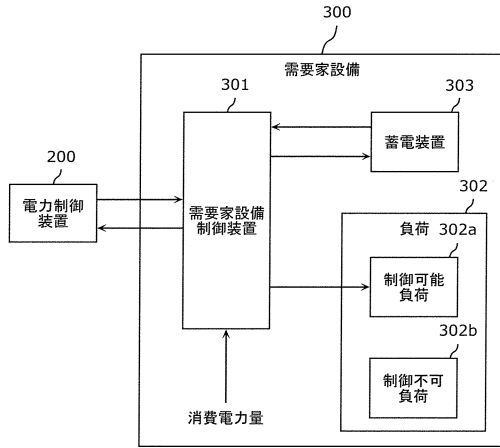 300
需要家設備
301
303
蓄電装置
200
電力制御
装置
需要家設備
制御装置
302
負荷
302a
制御可能
負荷
302b
制御不可
負荷
消費電力量